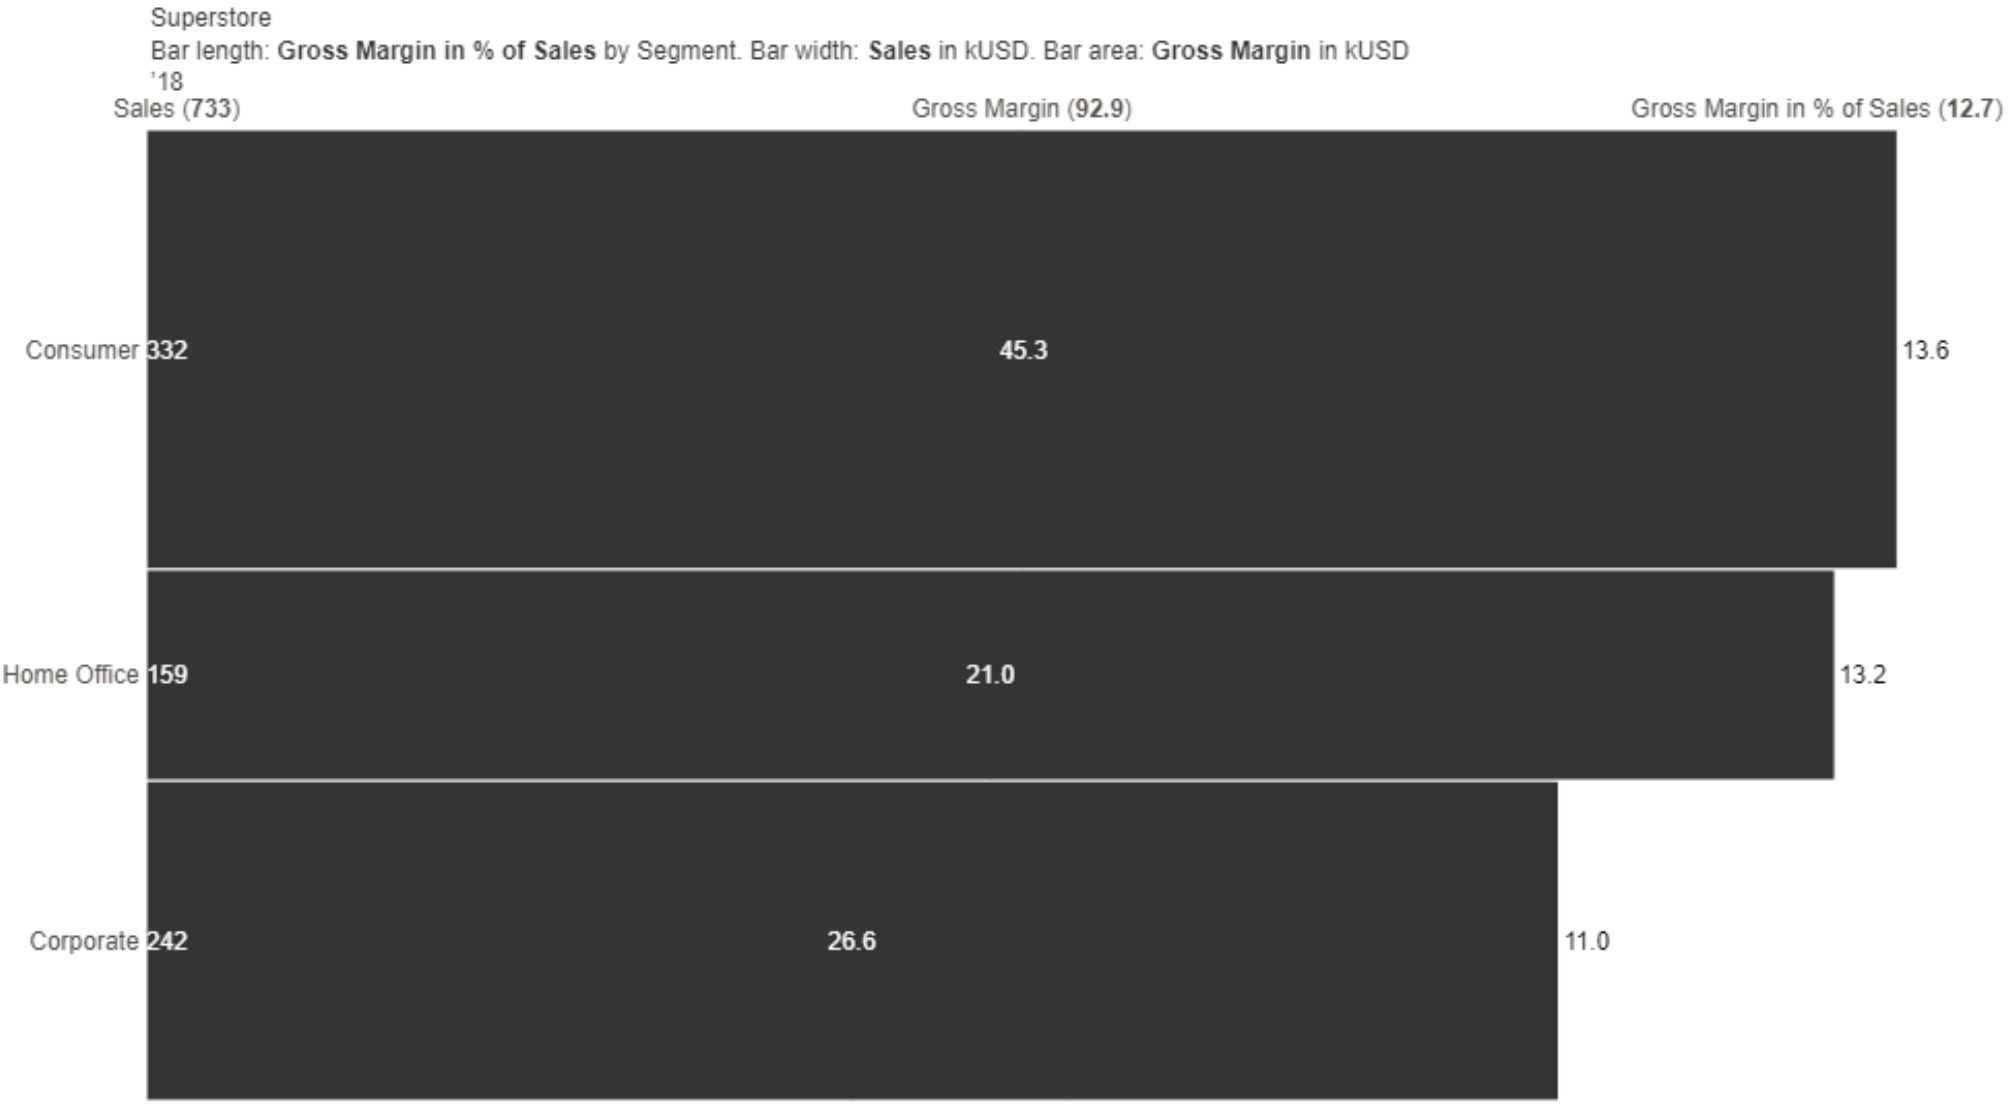 Superstore
Bar length: Gross Margin in % of Sales by Segment. Bar width: Sales in kUSD. Bar area: Gross Margin in kUSD
’18
Sales (733) Gross Margin (92.9) Gross Margin in % of Sales (12.7)
Consumer 332 45.3 13.6
Home Office 159 21.0 13.2
Corporate 242 26.6 11.0